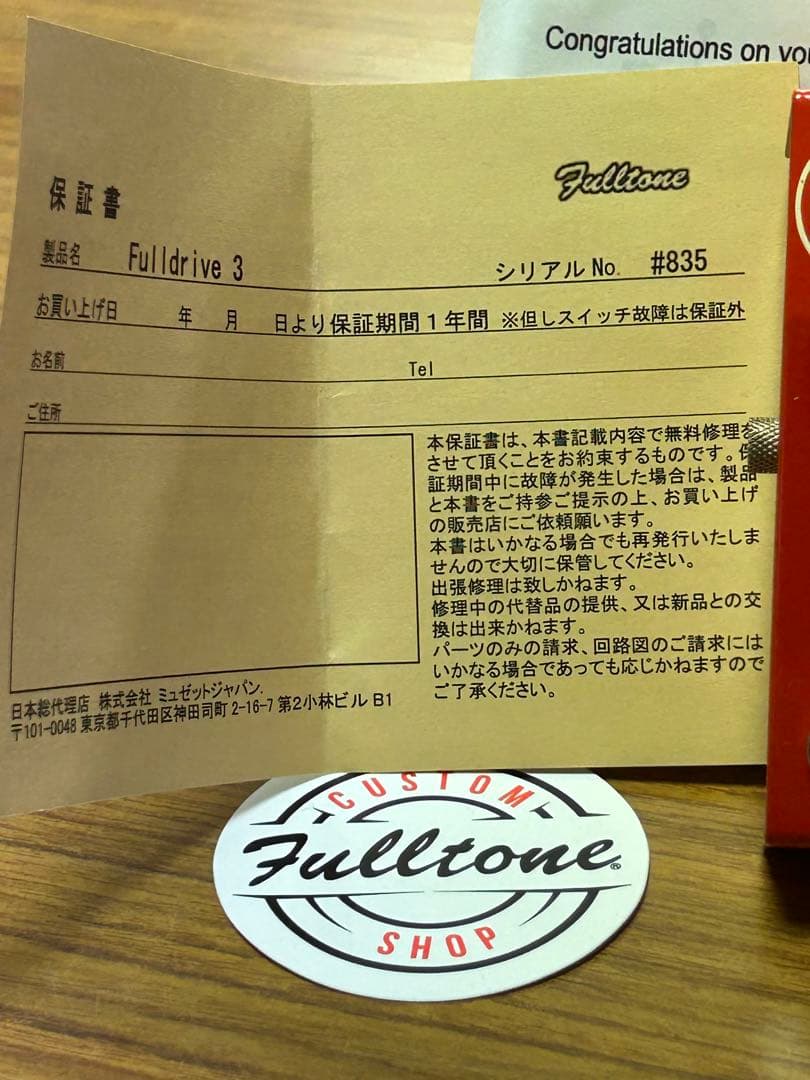 Congratulations on you
Fulltone
保証書
製品名 Fulldrive 3 シリアルNo. #835
お買い上げ日 年 月 日より保証期間1年間 ※但しスイッチ故障は保証外
お名前 Tel
ご住所
本保証書は、本書記載内容で無料修理を
させて頂くことをお約束するものです。保
証期間中に故障が発生した場合は、製品
と本書をご持参ご提示の上、お買い上げ
の販売店にご依頼願います。
本書はいかなる場合でも再発行いたしま
せんので大切に保管してください。
出張修理は致しかねます。
修理中の代替品の提供、又は新品との交
換は出来かねます。
パーツのみの請求、回路図のご請求には
いかなる場合であっても応じかねますので
ご了承ください。
日本総代理店 株式会社 ミュゼットジャパン.
〒101-0048 東京都千代田区神田司町 2-16-7 第2小林ビル B1
CUSTOM
Fulltone®
SHOP